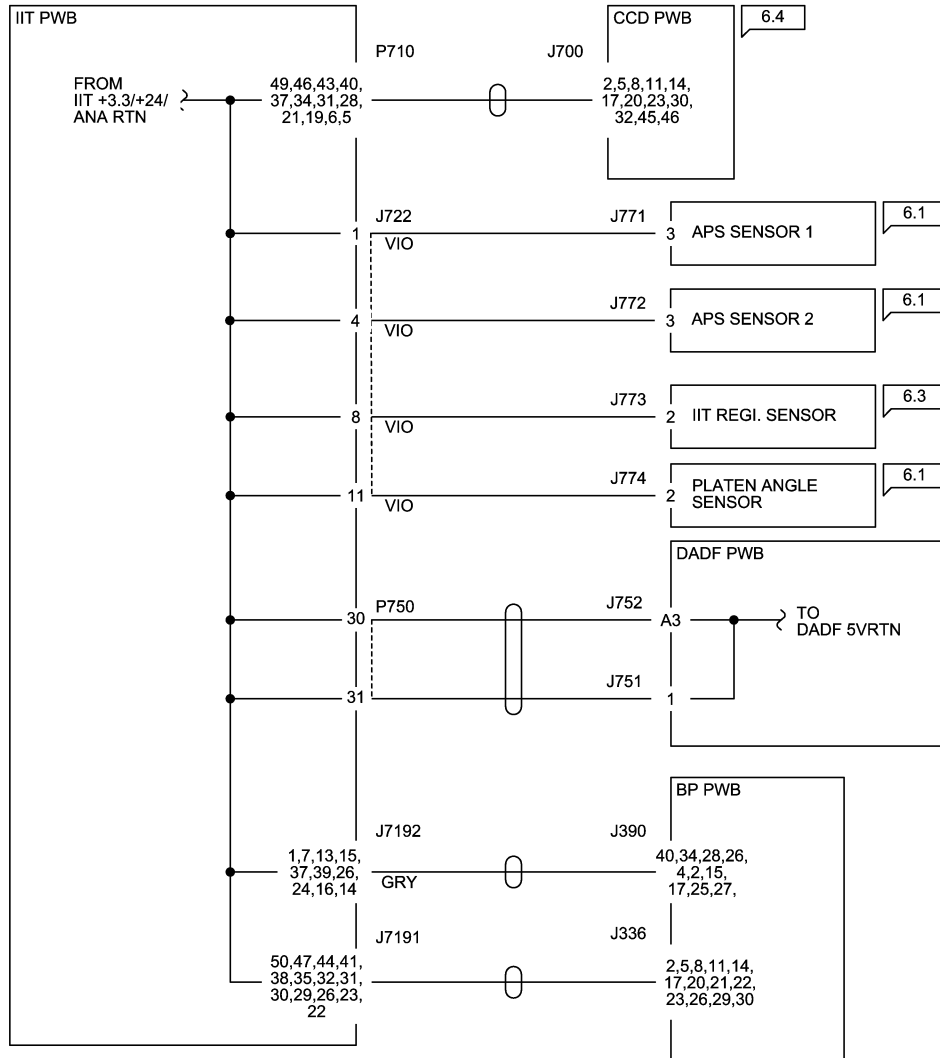 IIT PWB
CCD PWB
6.4
P710
J700
FROM
IIT +3.3/+24/
ANA RTN
49,46,43,40,
37,34,31,28,
21,19,6,5
2,5,8,11,14,
17,20,23,30,
32,45,46
J722
J771
1
VIO
3
APS SENSOR 1
6.1
J772
4
VIO
3
APS SENSOR 2
6.1
J773
8
VIO
2
IIT REGI. SENSOR
6.3
J774
11
VIO
2
PLATEN ANGLE
SENSOR
6.1
DADF PWB
P750
J752
30
A3
TO
DADF 5VRTN
J751
31
1
BP PWB
J7192
J390
1,7,13,15,
37,39,26,
24,16,14
GRY
40,34,28,26,
4,2,15,
17,25,27,
J7191
J336
50,47,44,41,
38,35,32,31,
30,29,26,23,
22
2,5,8,11,14,
17,20,21,22,
23,26,29,30